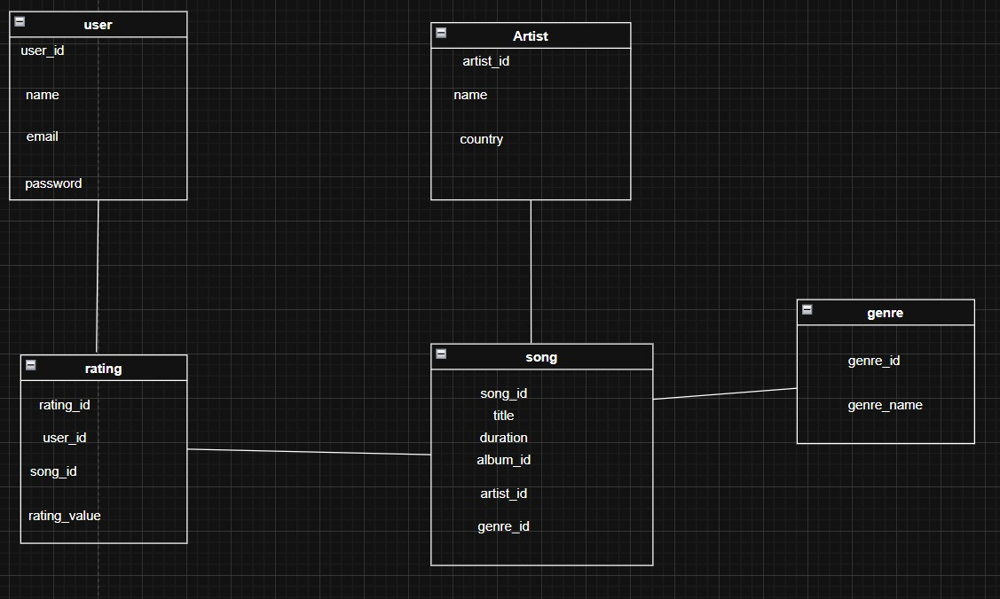 user
user_id
name
email
password
Artist
artist_id
name
country
rating
rating_id
user_id
song_id
rating_value
song
song_id
title
duration
album_id
artist_id
genre_id
genre
genre_id
genre_name